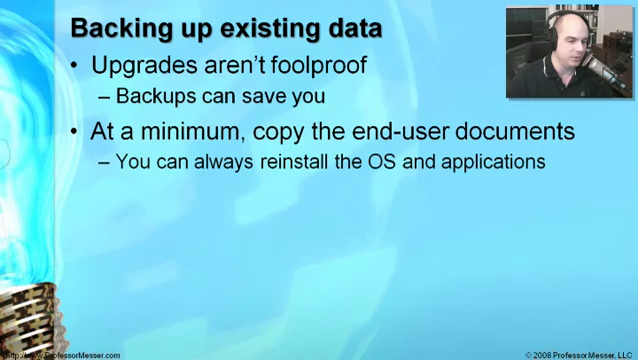 Backing up existing data
• Upgrades aren't foolproof
– Backups can save you
• At a minimum, copy the end-user documents
– You can always reinstall the OS and applications
http://www.ProfessorMesser.com
© 2008 Professor Messer, LLC